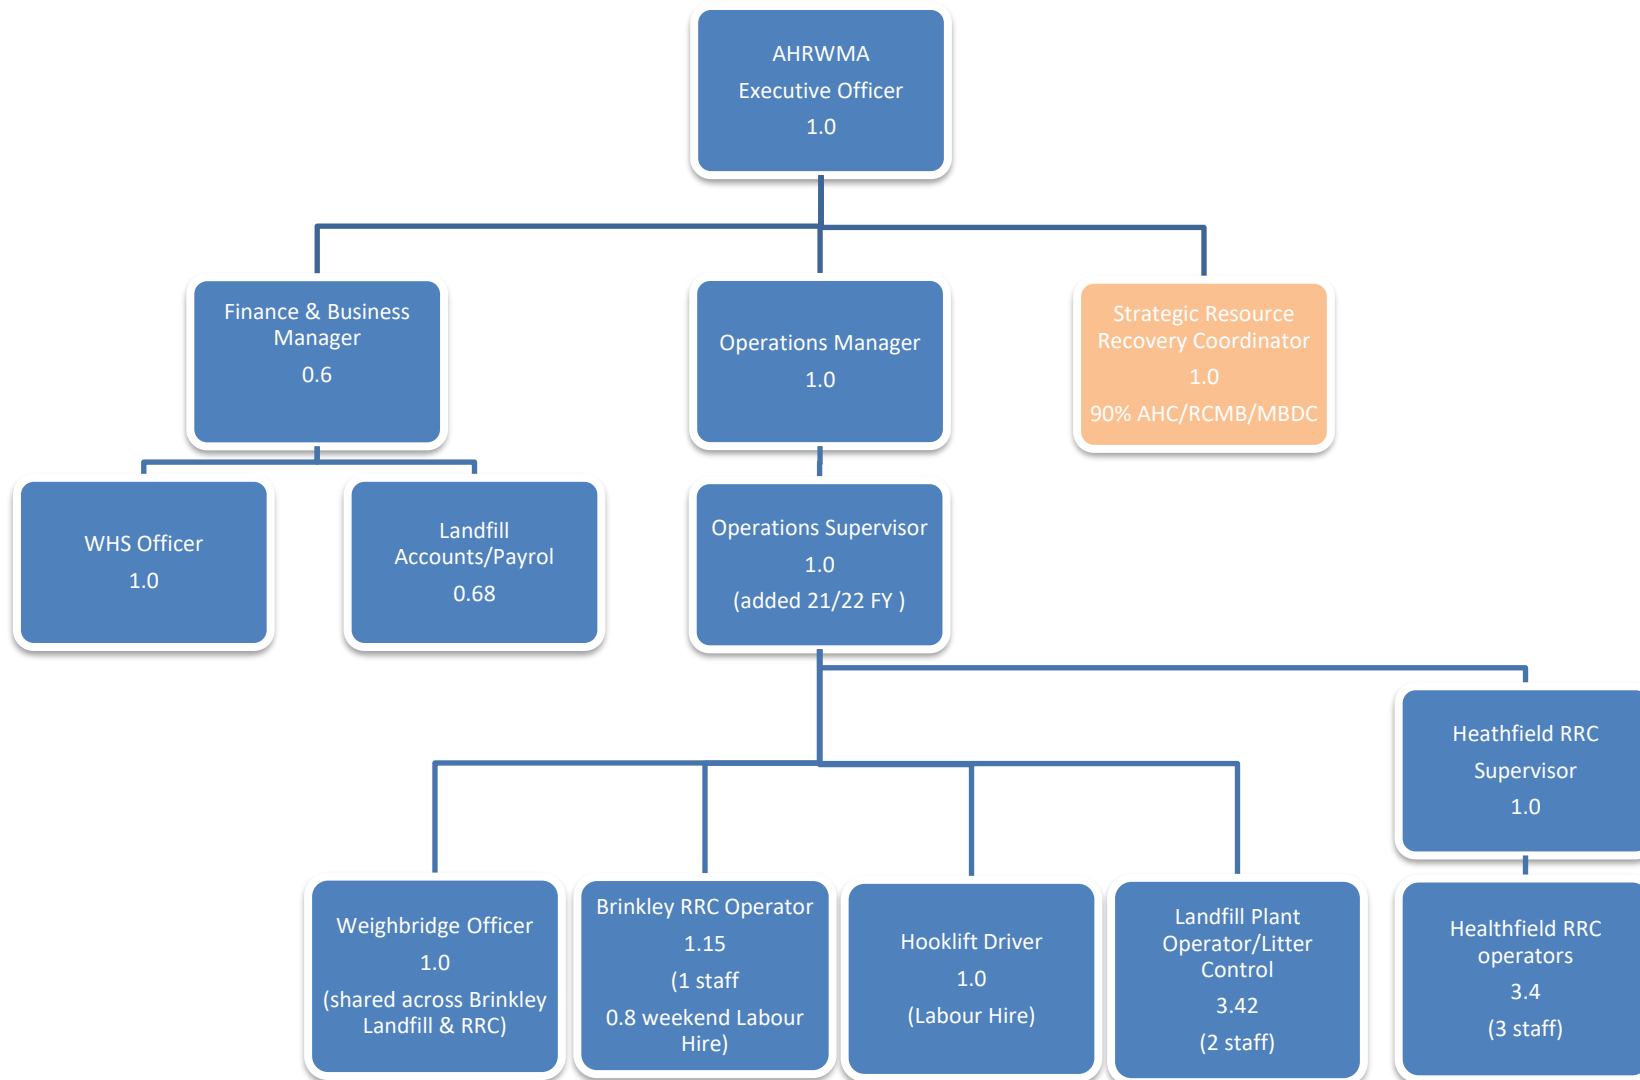 AHRWMA
Executive Officer
1.0
Finance & Business
Manager
0.6
Operations Manager
1.0
Strategic Resource
Recovery Coordinator
1.0
90% AHC/RCMB/MBDC
WHS Officer
1.0
Landfill
Accounts/Payrol
0.68
Operations Supervisor
1.0
(added 21/22 FY )
Heathfield RRC
Supervisor
1.0
Weighbridge Officer
1.0
(shared across Brinkley
Landfill & RRC)
Brinkley RRC Operator
1.15
(1 staff
0.8 weekend Labour
Hire)
Hooklift Driver
1.0
(Labour Hire)
Landfill Plant
Operator/Litter
Control
3.42
(2 staff)
Healthfield RRC
operators
3.4
(3 staff)